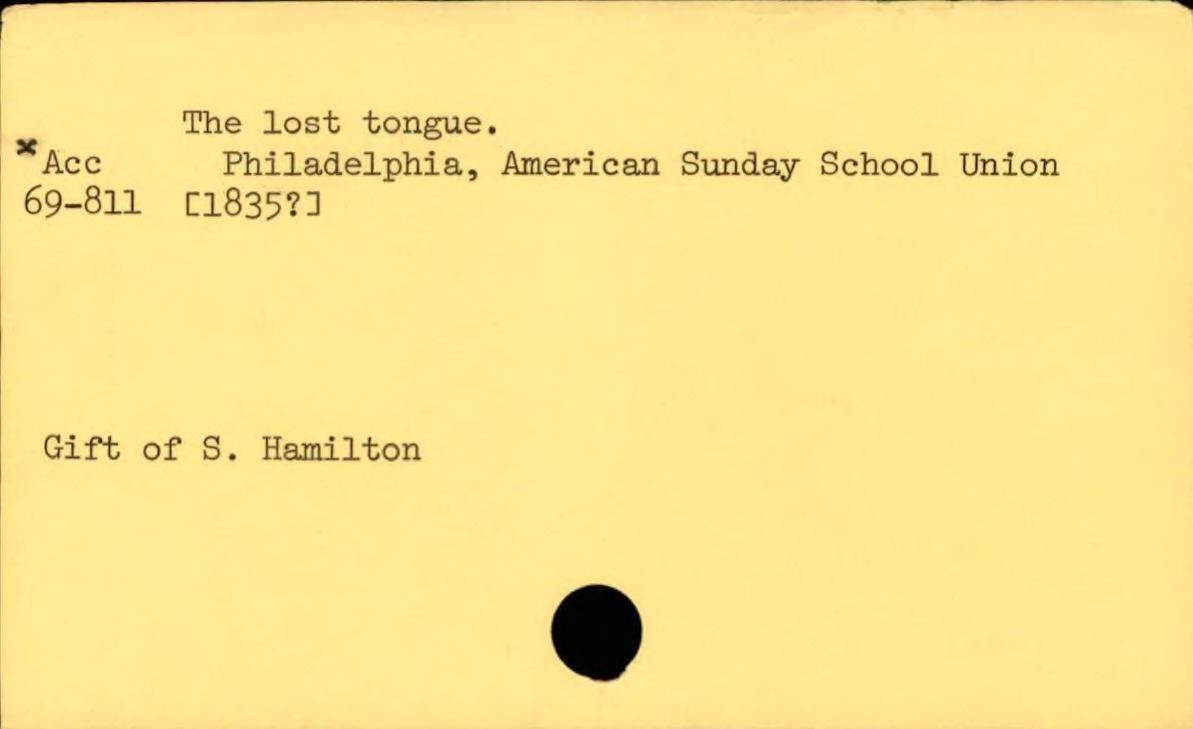 The lost tongue.
*Acc Philadelphia, American Sunday School Union
69-811 [1835?]
Gift of S. Hamilton